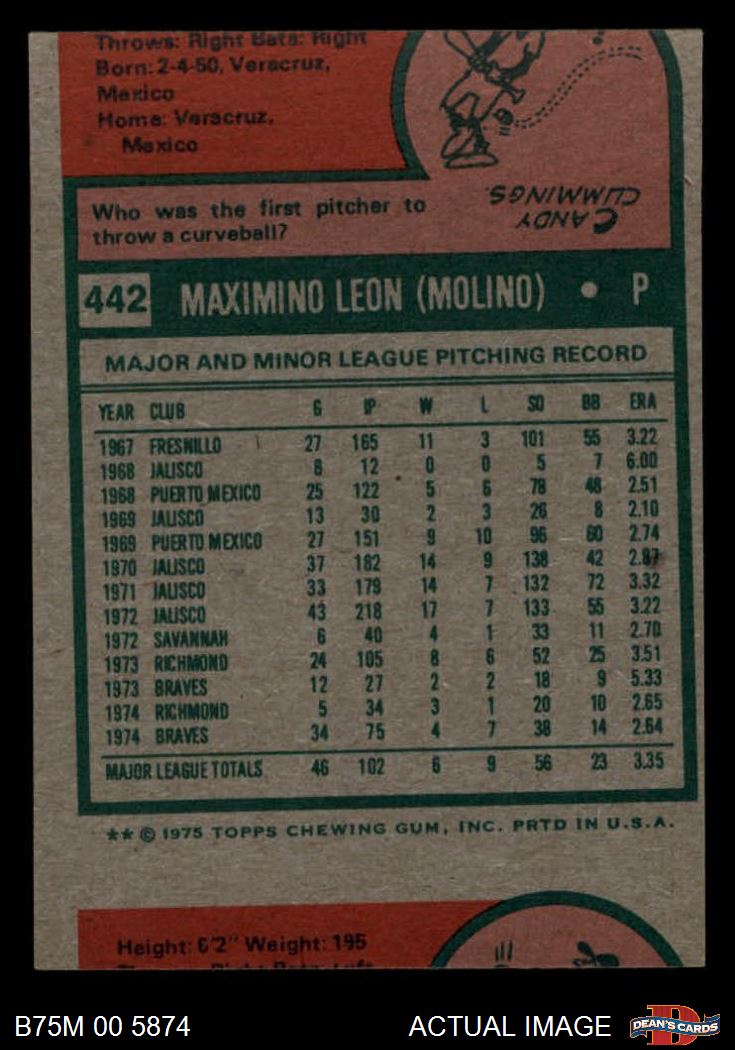 Throws: Right Bats: Right
Born: 2-4-50, Veracruz,
Mexico
Home: Veracruz,
Mexico
CANDY
CUMMINGS.
Who was the first pitcher to
throw a curveball?
442 MAXIMINO LEON (MOLINO) • P
MAJOR AND MINOR LEAGUE PITCHING RECORD
YEAR CLUB G IP W L SO BB ERA
1967 FRESNILLO 27 165 11 3 101 55 3.22
1968 JALISCO 8 12 0 0 5 7 6.00
1968 PUERTO MEXICO 25 122 5 6 78 48 2.51
1969 JALISCO 13 30 2 3 26 8 2.10
1969 PUERTO MEXICO 27 151 9 10 96 60 2.74
1970 JALISCO 37 182 14 9 138 42 2.87
1971 JALISCO 33 179 14 7 132 72 3.32
1972 JALISCO 43 218 17 7 133 55 3.22
1972 SAVANNAH 6 40 4 1 33 11 2.70
1973 RICHMOND 24 105 8 6 52 25 3.51
1973 BRAVES 12 27 2 2 18 9 5.33
1974 RICHMOND 5 34 3 1 20 10 2.65
1974 BRAVES 34 75 4 7 38 14 2.64
MAJOR LEAGUE TOTALS 46 102 6 9 56 23 3.35
** © 1975 TOPPS CHEWING GUM, INC. PRTD IN U.S.A.
Height: 6'2" Weight: 195
B75M 00 5874
ACTUAL IMAGE
DEAN'S CARDS